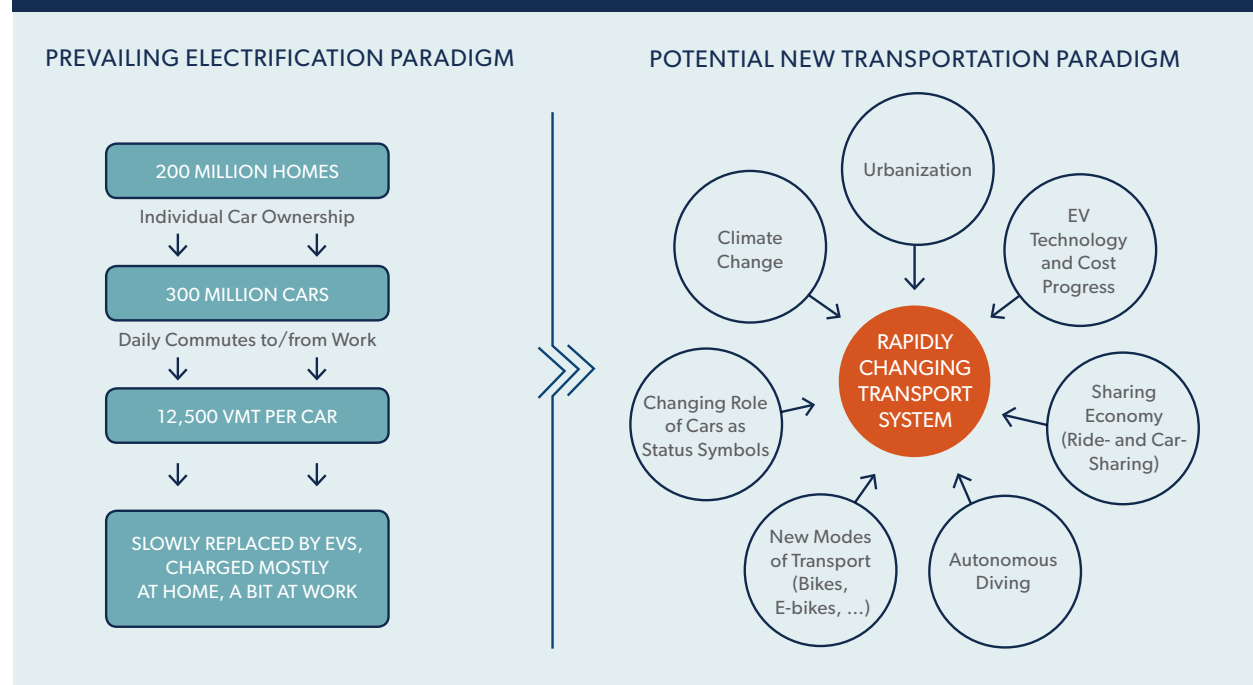 PREVAILING ELECTRIFICATION PARADIGM
200 MILLION HOMES
Individual Car Ownership
300 MILLION CARS
Daily Commutes to/from Work
12,500 VMT PER CAR
SLOWLY REPLACED BY EVS,
CHARGED MOSTLY
AT HOME, A BIT AT WORK
POTENTIAL NEW TRANSPORTATION PARADIGM
Urbanization
EV
Technology
and Cost
Progress
Sharing
Economy
(Ride- and Car-
Sharing)
Autonomous
Diving
New Modes
of Transport
(Bikes,
E-bikes, ...)
Changing Role
of Cars as
Status Symbols
Climate
Change
RAPIDLY
CHANGING
TRANSPORT
SYSTEM